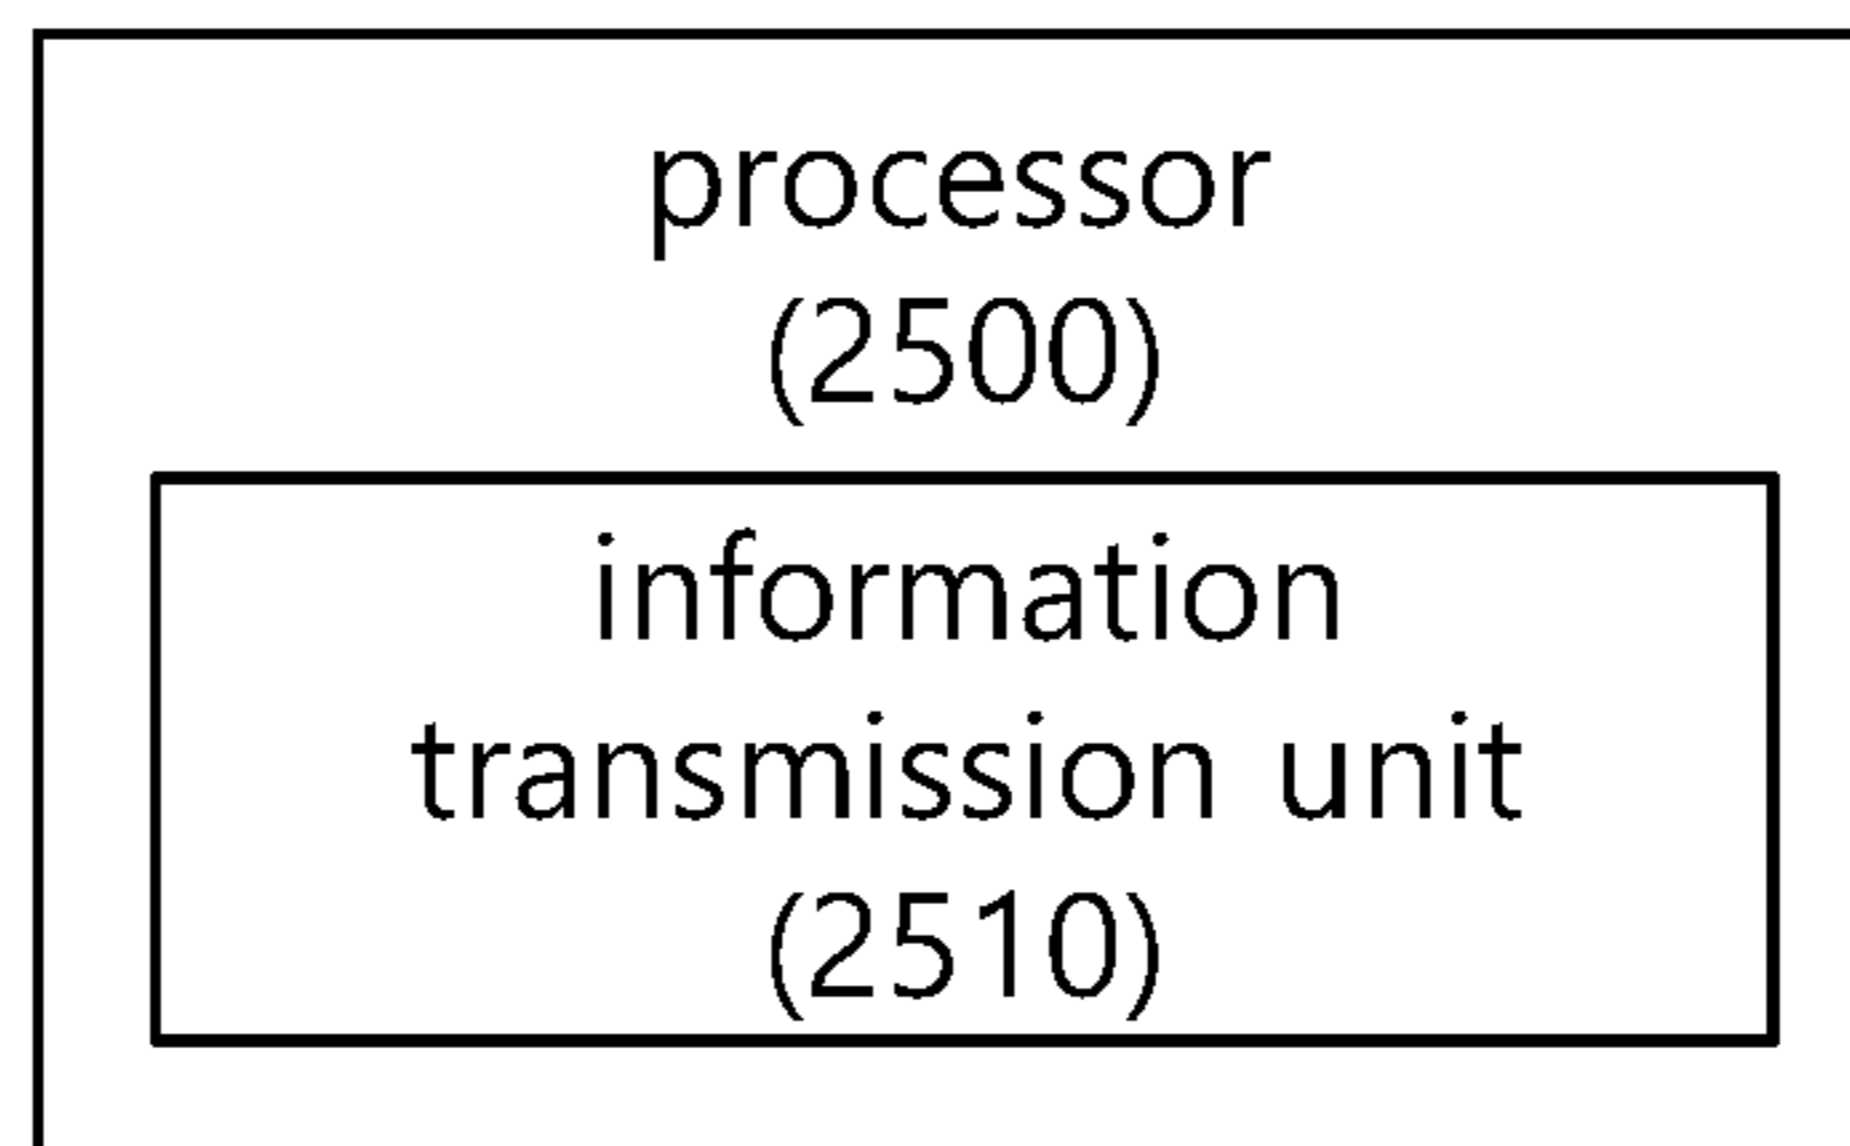 processor
(2500)
information
transmission unit
(2510)